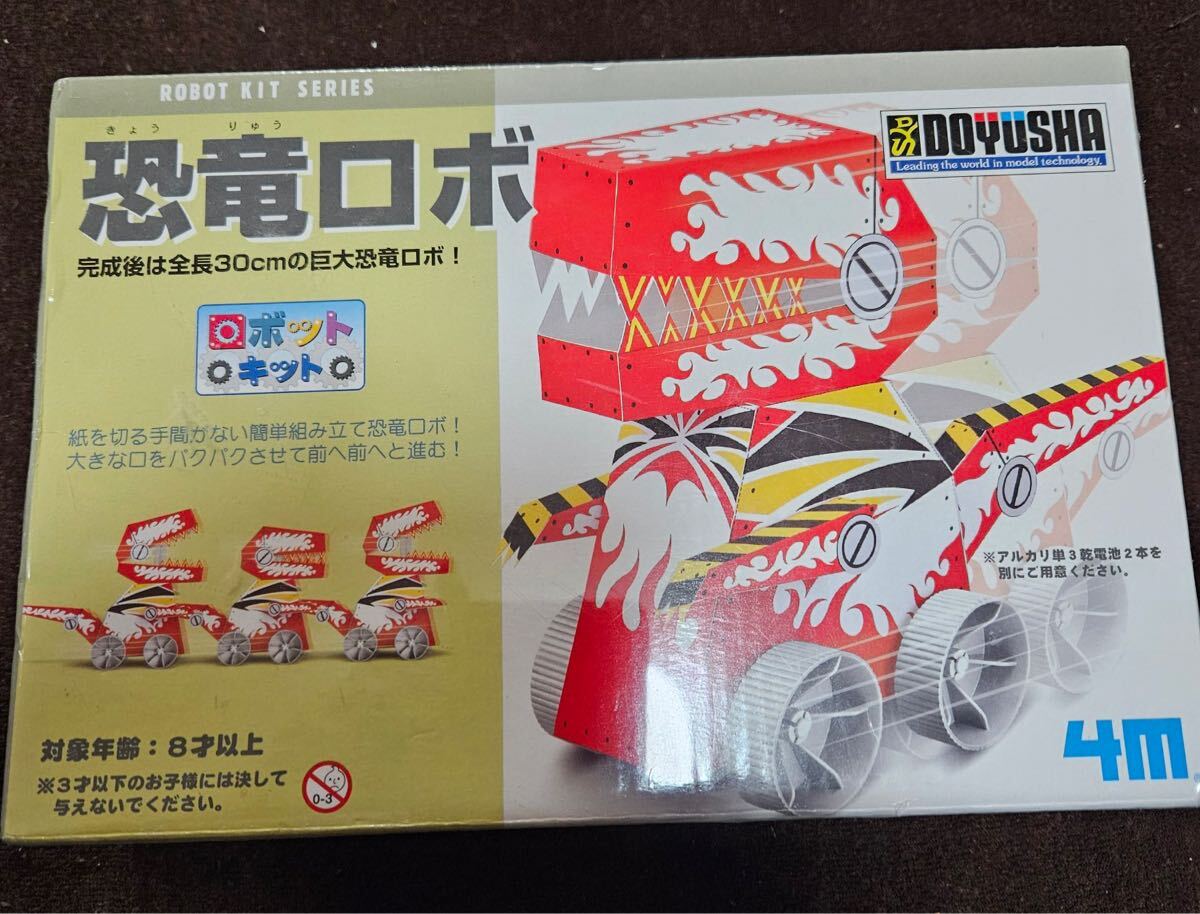 ROBOT KIT SERIES
きょう りゅう
恐竜ロボ
完成後は全長30cmの巨大恐竜ロボ！
ロボット
キット
紙を切る手間がない簡単組み立て恐竜ロボ！
大きな口をパクパクさせて前へ前へと進む！
対象年齢：8才以上
※3才以下のお子様には決して
与えないでください。
0-3
SYD DOYUSHA
Leading the world in model technology.
※アルカリ単3乾電池2本を
別にご用意ください。
4M